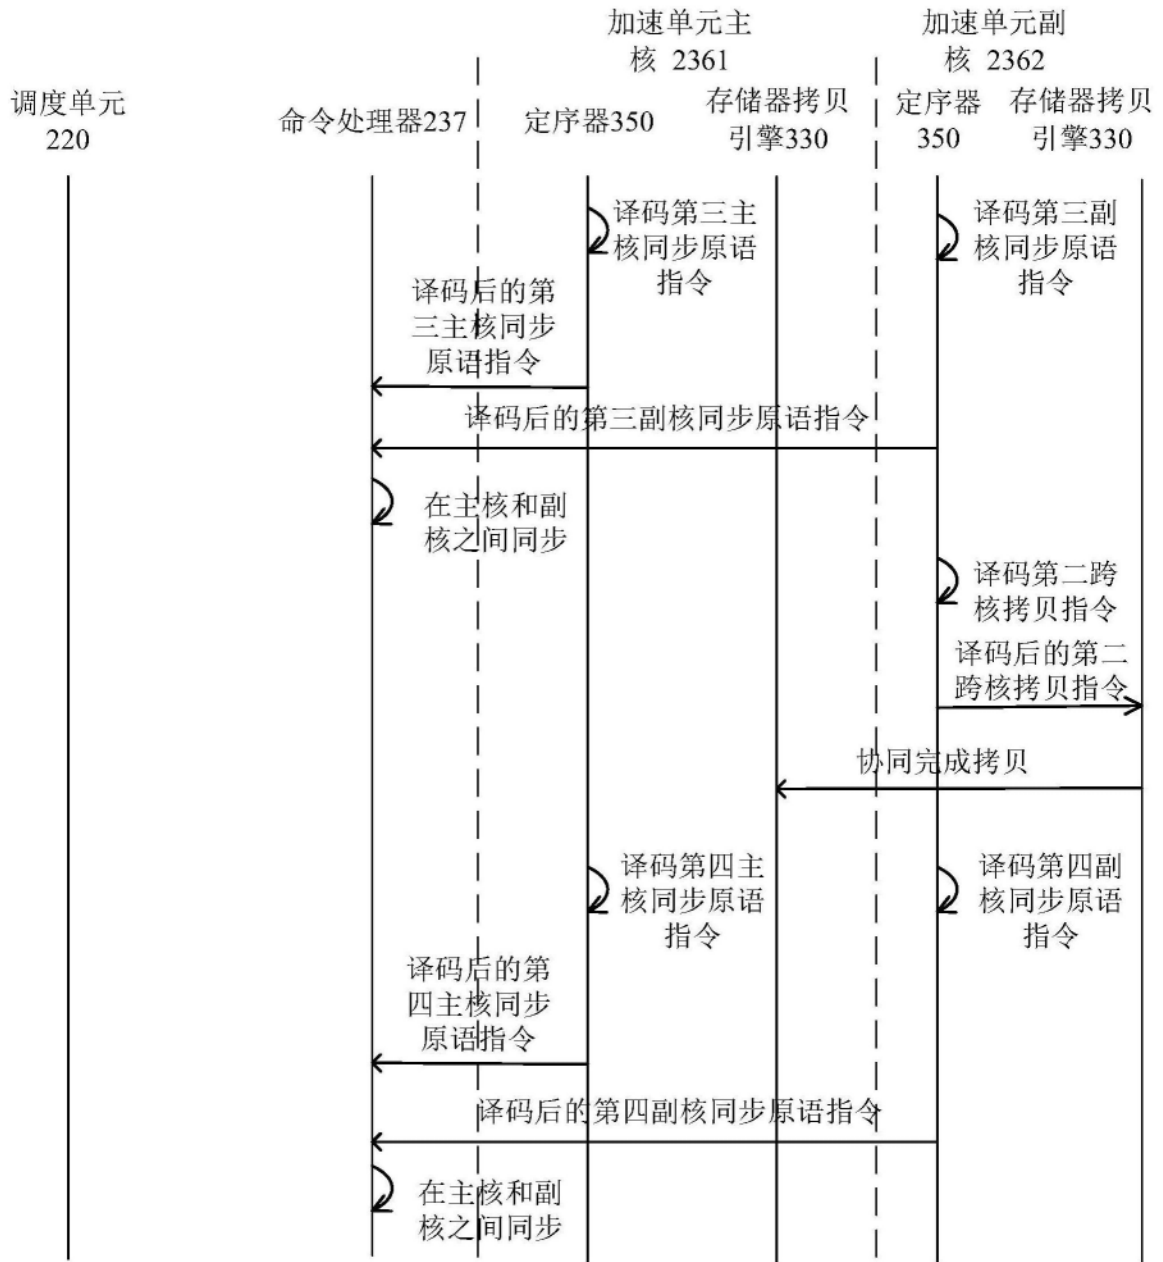 加速单元主
核 2361
加速单元副
核 2362
调度单元
220
命令处理器237
定序器350
存储器拷贝
引擎330
定序器
350
存储器拷贝
引擎330
译码第三主
核同步原语
指令
译码第三副
核同步原语
指令
译码后的第
三主核同步
原语指令
译码后的第三副核同步原语指令
在主核和副
核之间同步
译码第二跨
核拷贝指令
译码后的第二
跨核拷贝指令
协同完成拷贝
译码第四主
核同步原语
指令
译码第四副
核同步原语
指令
译码后的第
四主核同步
原语指令
译码后的第四副核同步原语指令
在主核和副
核之间同步